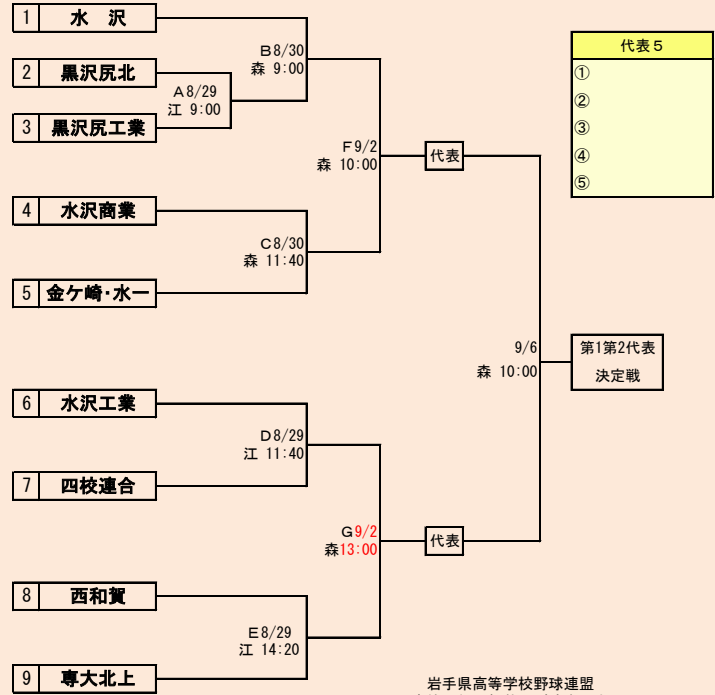 1 水 沢
B8/30
森 9:00
2 黒沢尻北
A8/29
江 9:00
3 黒沢尻工業
F9/2
森 10:00
代表
4 水沢商業
C8/30
森 11:40
5 金ケ崎・水一
代表5
①
②
③
④
⑤
9/6
森 10:00
第1第2代表
決定戦
6 水沢工業
D8/29
江 11:40
7 四校連合
G9/2
森13:00
代表
8 西和賀
E8/29
江 14:20
9 専大北上
岩手県高等学校野球連盟